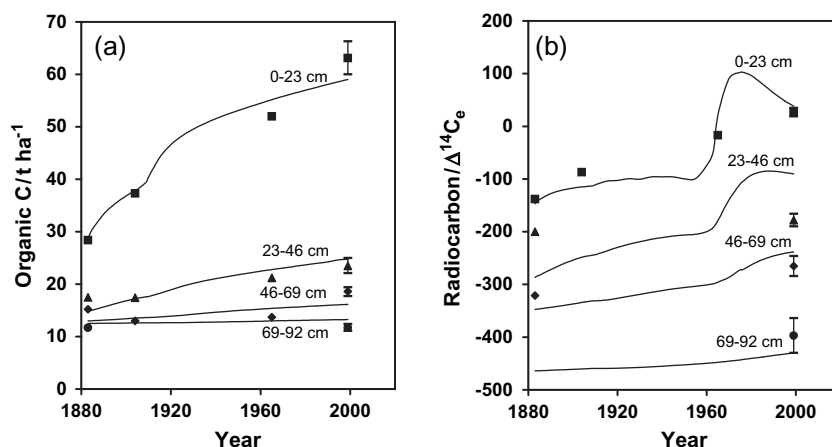 (a)
Organic C/t ha⁻¹
70
60
50
40
30
20
10
0
0-23 cm
23-46 cm
46-69 cm
69-92 cm
1880
1920
1960
2000
Year
(b)
Radiocarbon/Δ¹⁴Cₑ
200
100
0
-100
-200
-300
-400
-500
0-23 cm
23-46 cm
46-69 cm
69-92 cm
1880
1920
1960
2000
Year